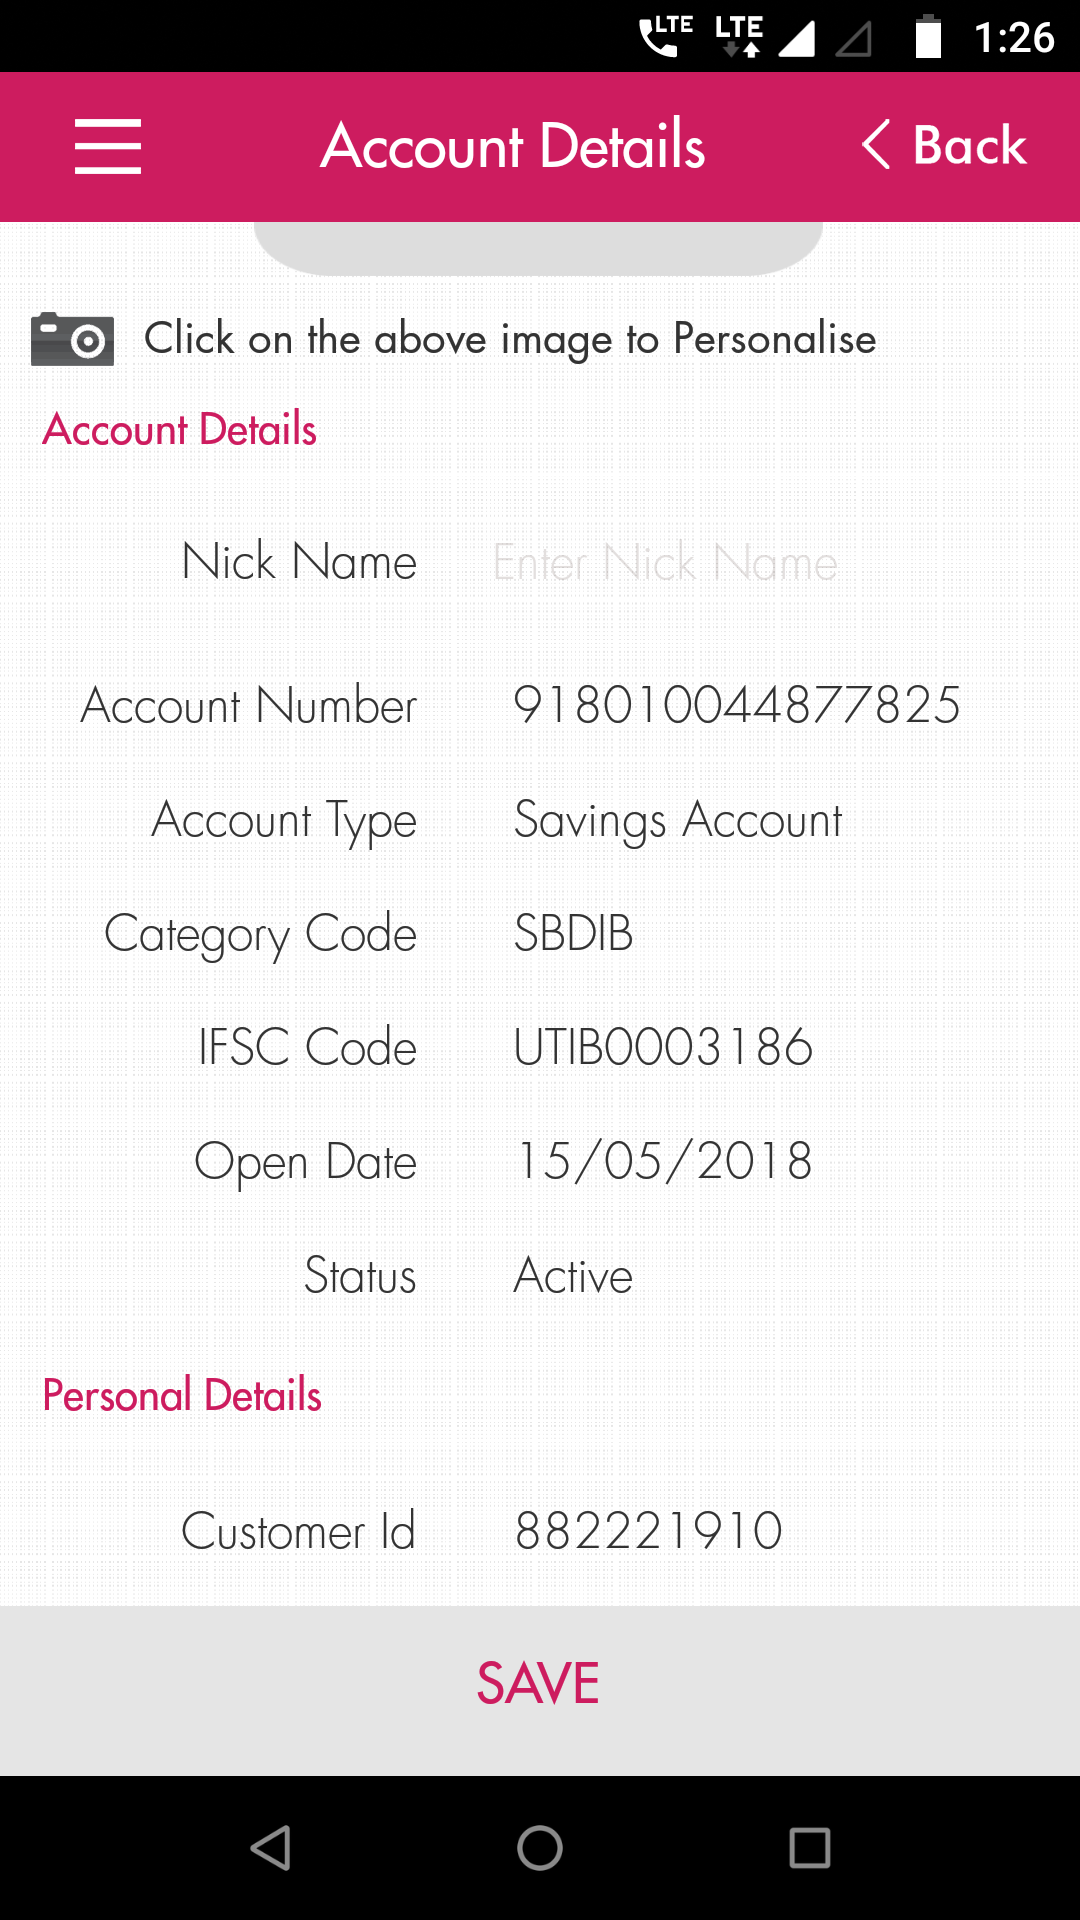 LTE LTE 1:26
Account Details Back
Click on the above image to Personalise
Account Details
Nick Name Enter Nick Name
Account Number 918010044877825
Account Type Savings Account
Category Code SBDIB
IFSC Code UTIB0003186
Open Date 15/05/2018
Status Active
Personal Details
Customer Id 882221910
SAVE